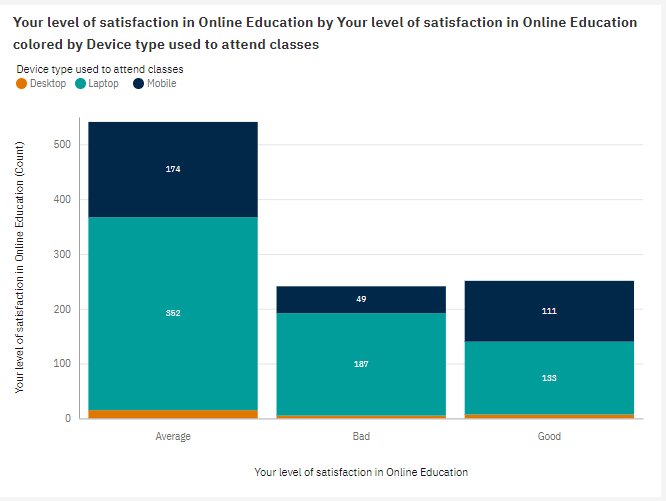 Your level of satisfaction in Online Education by Your level of satisfaction in Online Education
colored by Device type used to attend classes
Device type used to attend classes
Desktop Laptop Mobile
Your level of satisfaction in Online Education (Count)
500
400
300
200
100
0
174
352
49
187
111
133
Average Bad Good
Your level of satisfaction in Online Education